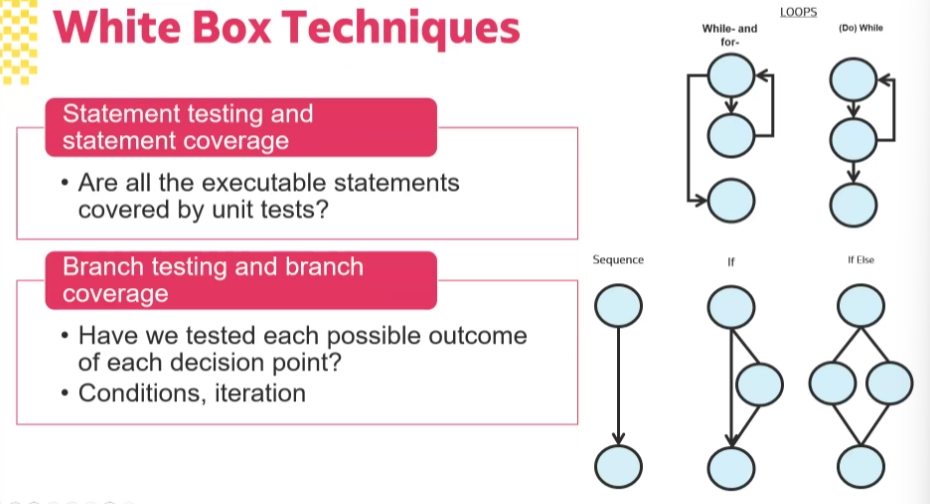 White Box Techniques
Statement testing and
statement coverage
• Are all the executable statements
covered by unit tests?
Branch testing and branch
coverage
• Have we tested each possible outcome
of each decision point?
• Conditions, iteration
LOOPS
While- and
for-
(Do) While
Sequence
If
If Else